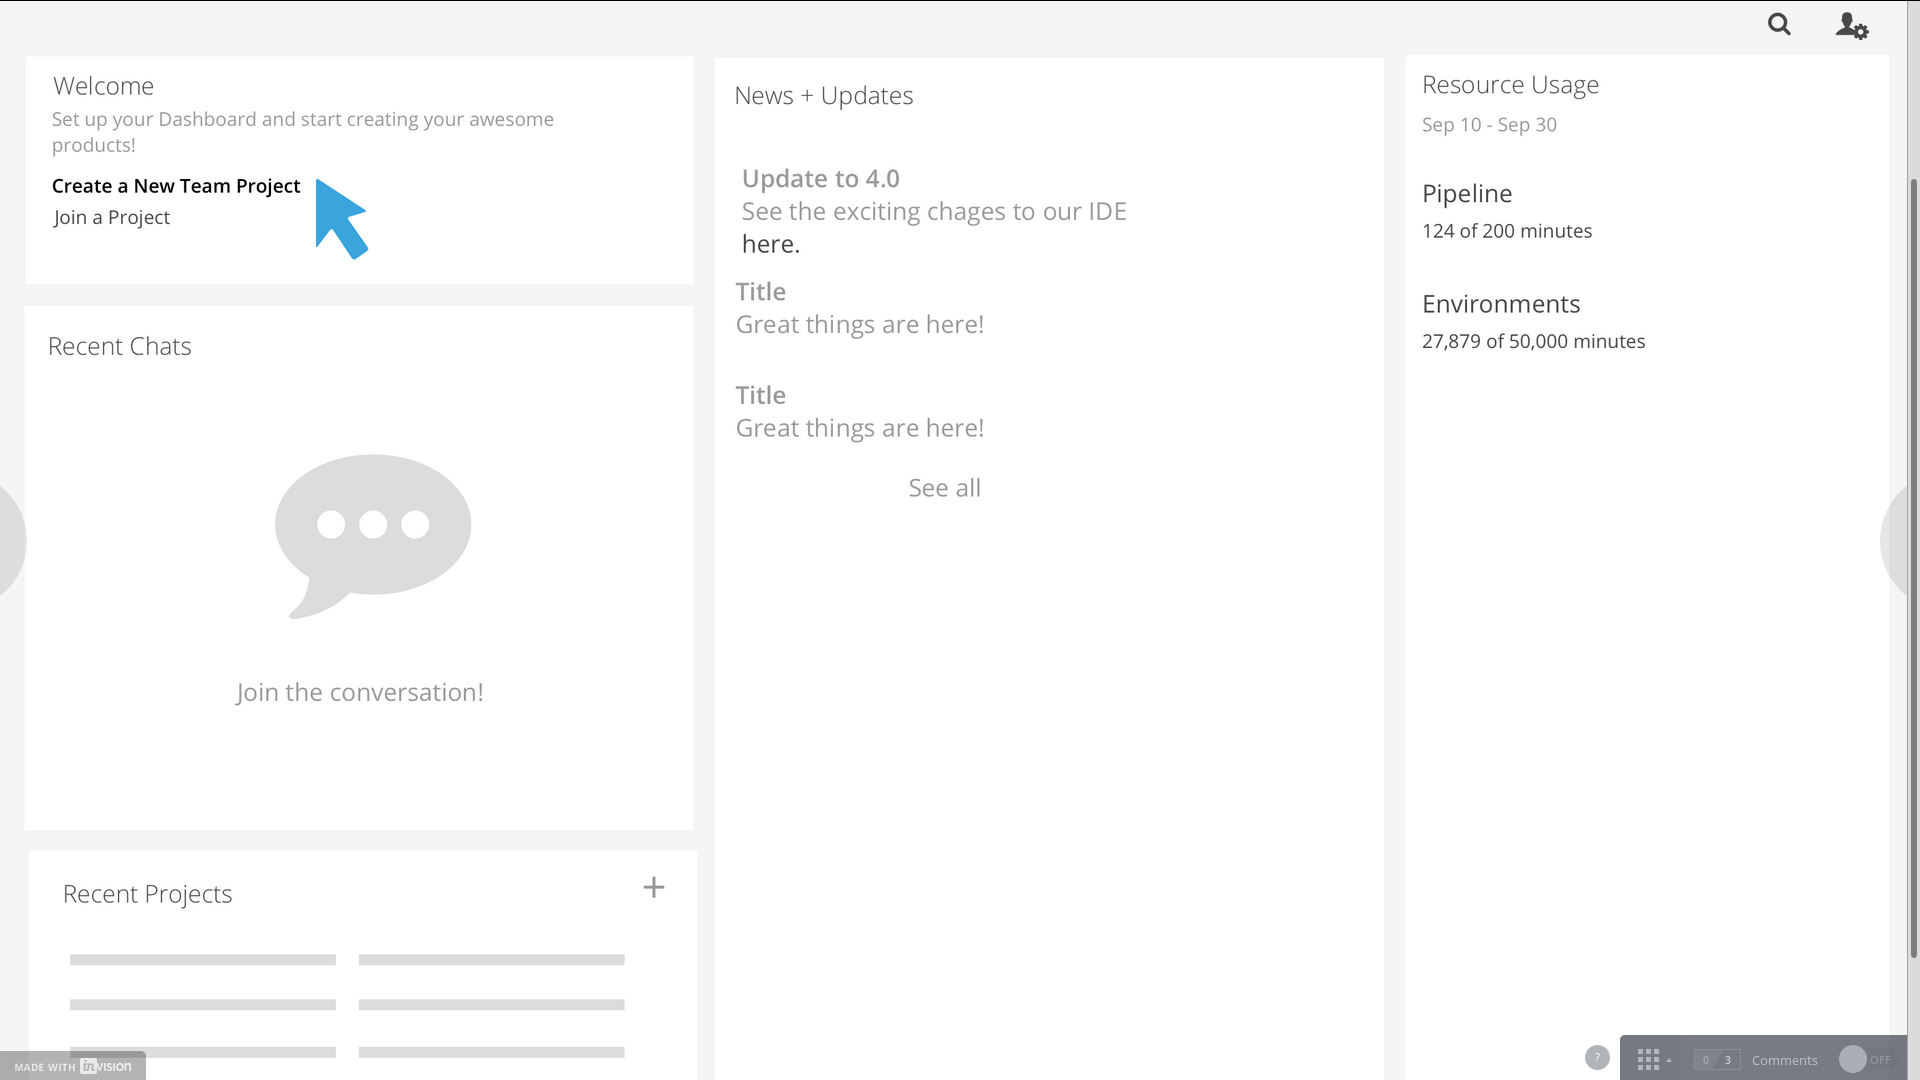 Welcome
Set up your Dashboard and start creating your awesome
products!
Create a New Team Project
Join a Project
Recent Chats
Join the conversation!
Recent Projects
+
News + Updates
Update to 4.0
See the exciting chages to our IDE
here.
Title
Great things are here!
Title
Great things are here!
See all
Resource Usage
Sep 10 - Sep 30
Pipeline
124 of 200 minutes
Environments
27,879 of 50,000 minutes
MADE WITH invision
? 0 / 3 Comments OFF